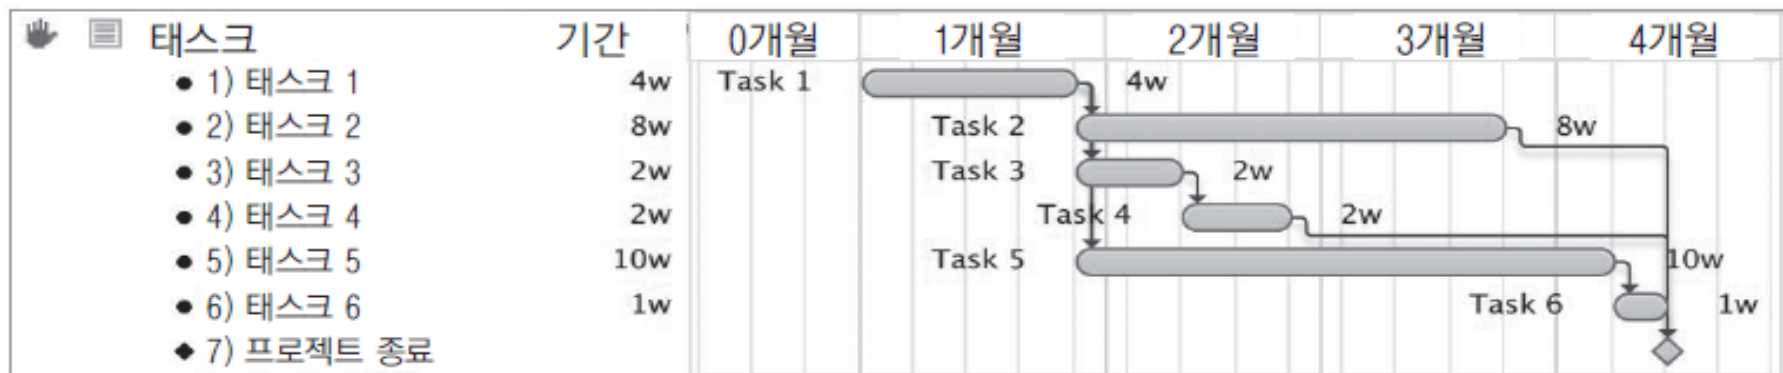 태스크 기간 0개월 1개월 2개월 3개월 4개월
1) 태스크 1 4w Task 1 4w
2) 태스크 2 8w Task 2 8w
3) 태스크 3 2w Task 3 2w
4) 태스크 4 2w Task 4 2w
5) 태스크 5 10w Task 5 10w
6) 태스크 6 1w Task 6 1w
7) 프로젝트 종료